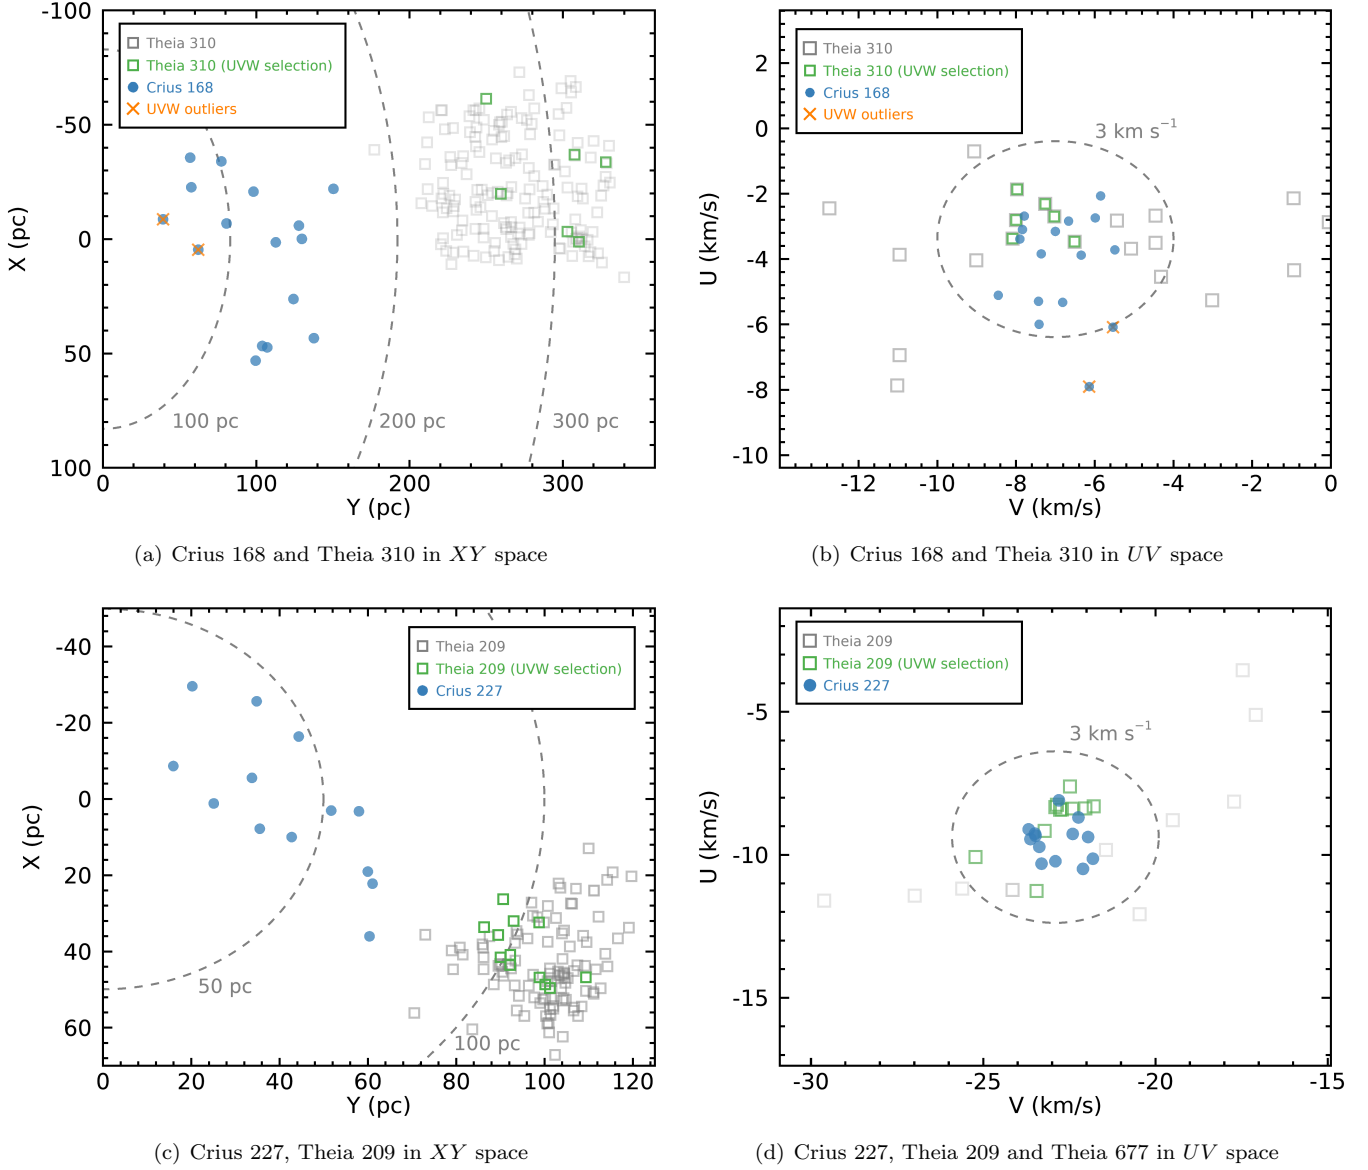 -100
-50
0
50
100
X (pc)
Theia 310
Theia 310 (UVW selection)
Crius 168
UVW outliers
100 pc
200 pc
300 pc
0
100
200
300
Y (pc)
(a) Crius 168 and Theia 310 in XY space
2
0
-2
-4
-6
-8
-10
U (km/s)
Theia 310
Theia 310 (UVW selection)
Crius 168
UVW outliers
3 km s⁻¹
-12
-10
-8
-6
-4
-2
0
V (km/s)
(b) Crius 168 and Theia 310 in UV space
-40
-20
0
20
40
60
X (pc)
Theia 209
Theia 209 (UVW selection)
Crius 227
50 pc
100 pc
0
20
40
60
80
100
120
Y (pc)
(c) Crius 227, Theia 209 in XY space
-5
-10
-15
U (km/s)
Theia 209
Theia 209 (UVW selection)
Crius 227
3 km s⁻¹
-30
-25
-20
-15
V (km/s)
(d) Crius 227, Theia 209 and Theia 677 in UV space